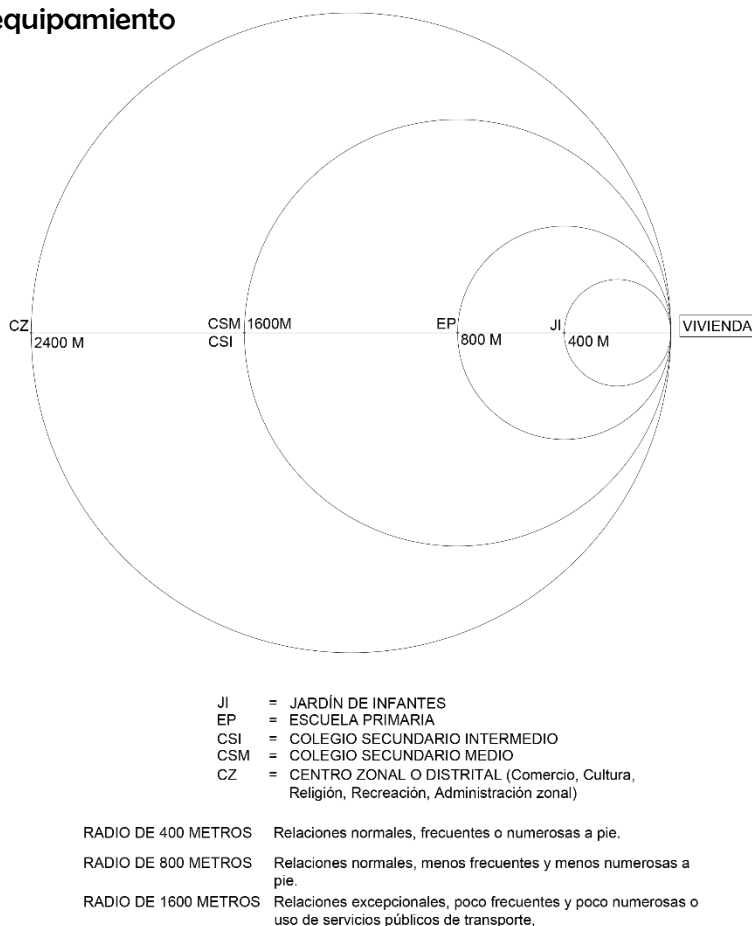 equipamiento
CZ
2400 M
CSM
1600M
CSI
EP
800 M
JI
400 M
VIVIENDA
JI = JARDÍN DE INFANTES
EP = ESCUELA PRIMARIA
CSI = COLEGIO SECUNDARIO INTERMEDIO
CSM = COLEGIO SECUNDARIO MEDIO
CZ = CENTRO ZONAL O DISTRITAL (Comercio, Cultura,
Religión, Recreación, Administración zonal)
RADIO DE 400 METROS Relaciones normales, frecuentes o numerosas a pie.
RADIO DE 800 METROS Relaciones normales, menos frecuentes y menos numerosas a
pie.
RADIO DE 1600 METROS Relaciones excepcionales, poco frecuentes y poco numerosas o
uso de servicios públicos de transporte,